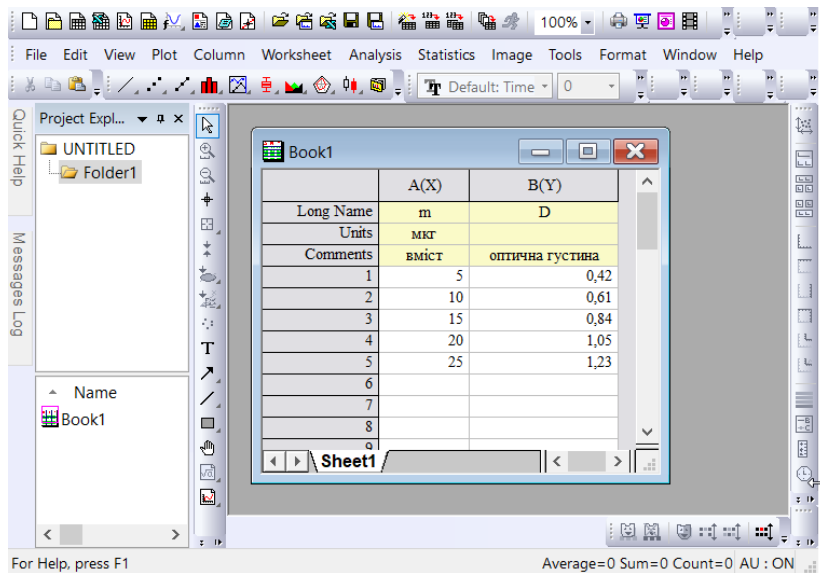 100%
File Edit View Plot Column Worksheet Analysis Statistics Image Tools Format Window Help
Default: Time 0
Quick Help
Messages Log
Project Expl...
UNTITLED
Folder1
Name
Book1
Book1
A(X) B(Y)
Long Name m D
Units мкг
Comments вміст оптична густина
1 5 0,42
2 10 0,61
3 15 0,84
4 20 1,05
5 25 1,23
6
7
8
9
Sheet1
For Help, press F1 Average=0 Sum=0 Count=0 AU : ON